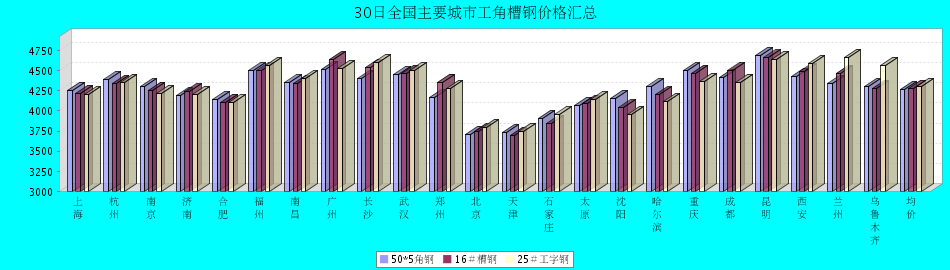 30日全国主要城市工角槽钢价格汇总
4750
4500
4250
4000
3750
3500
3250
3000
上海
杭州
南京
济南
合肥
福州
南昌
广州
长沙
武汉
郑州
北京
天津
石家庄
太原
沈阳
哈尔滨
重庆
成都
昆明
西安
兰州
乌鲁木齐
均价
50*5角钢
16#槽钢
25#工字钢